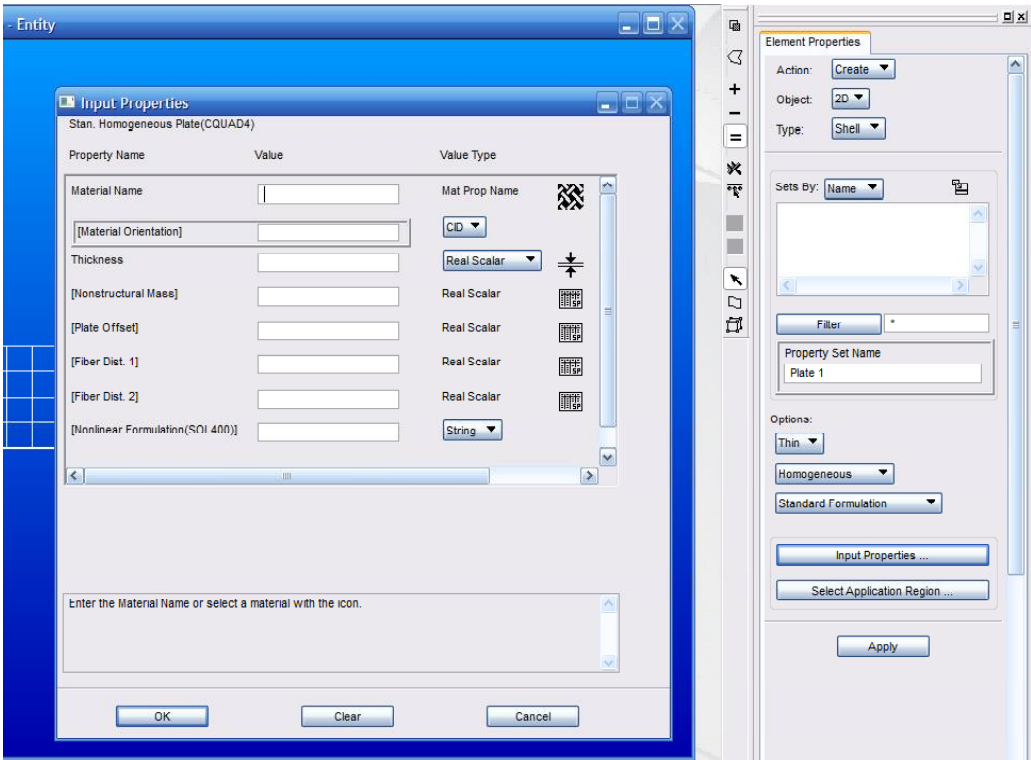 - Entity
Input Properties
Stan. Homogeneous Plate(CQUAD4)
Property Name Value Value Type
Material Name Mat Prop Name
[Material Orientation] CID
Thickness Real Scalar
[Nonstructural Mass] Real Scalar
[Plate Offset] Real Scalar
[Fiber Dist. 1] Real Scalar
[Fiber Dist. 2] Real Scalar
[Nonlinear Formulation(SOL400)] String
Enter the Material Name or select a material with the icon.
OK Clear Cancel
Element Properties
Action: Create
Object: 2D
Type: Shell
Sets By: Name
Filter *
Property Set Name
Plate 1
Options:
Thin
Homogeneous
Standard Formulation
Input Properties ...
Select Application Region ...
Apply